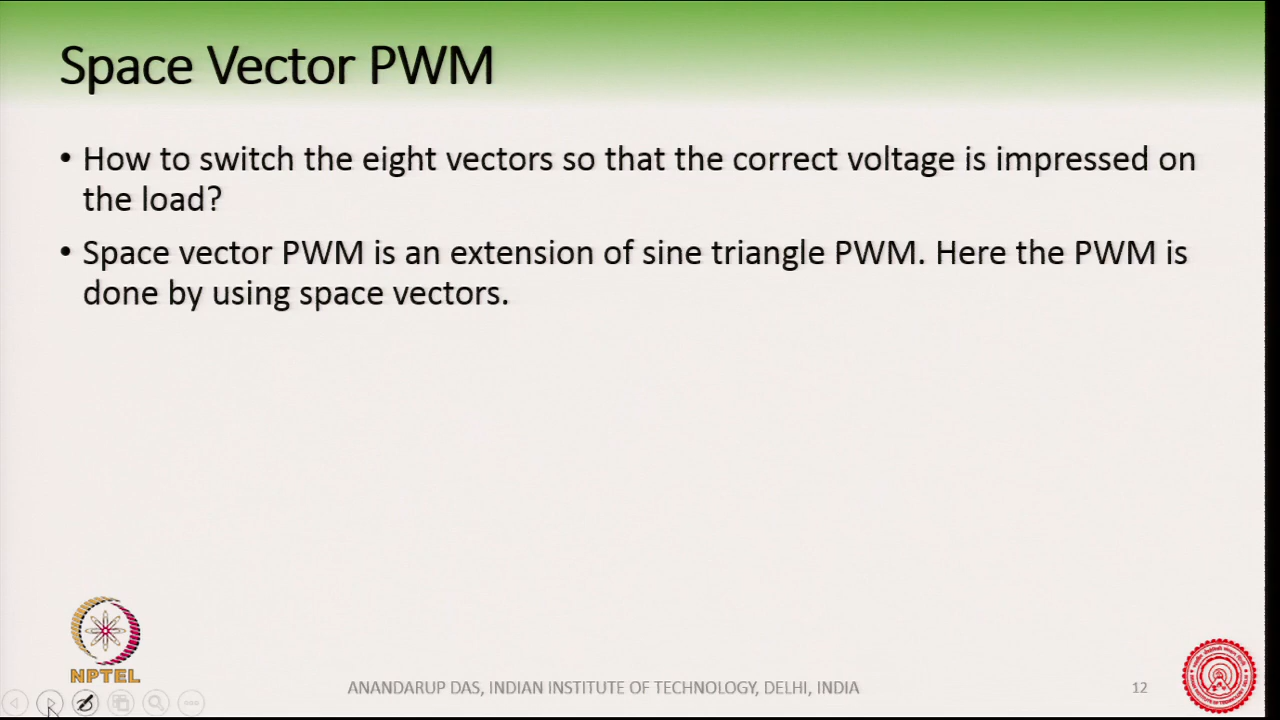 Space Vector PWM
• How to switch the eight vectors so that the correct voltage is impressed on
the load?
• Space vector PWM is an extension of sine triangle PWM. Here the PWM is
done by using space vectors.
NPTEL
ANANDARUP DAS, INDIAN INSTITUTE OF TECHNOLOGY, DELHI, INDIA
12